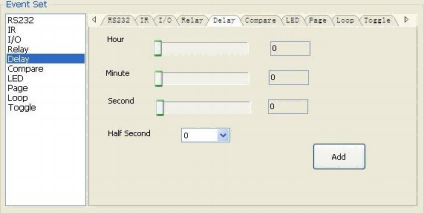 Event Set
RS232
IR
I/O
Relay
Delay
Compare
LED
Page
Loop
Toggle
RS232 IR I/O Relay Delay Compare LED Page Loop Toggle
Hour 0
Minute 0
Second 0
Half Second 0
Add